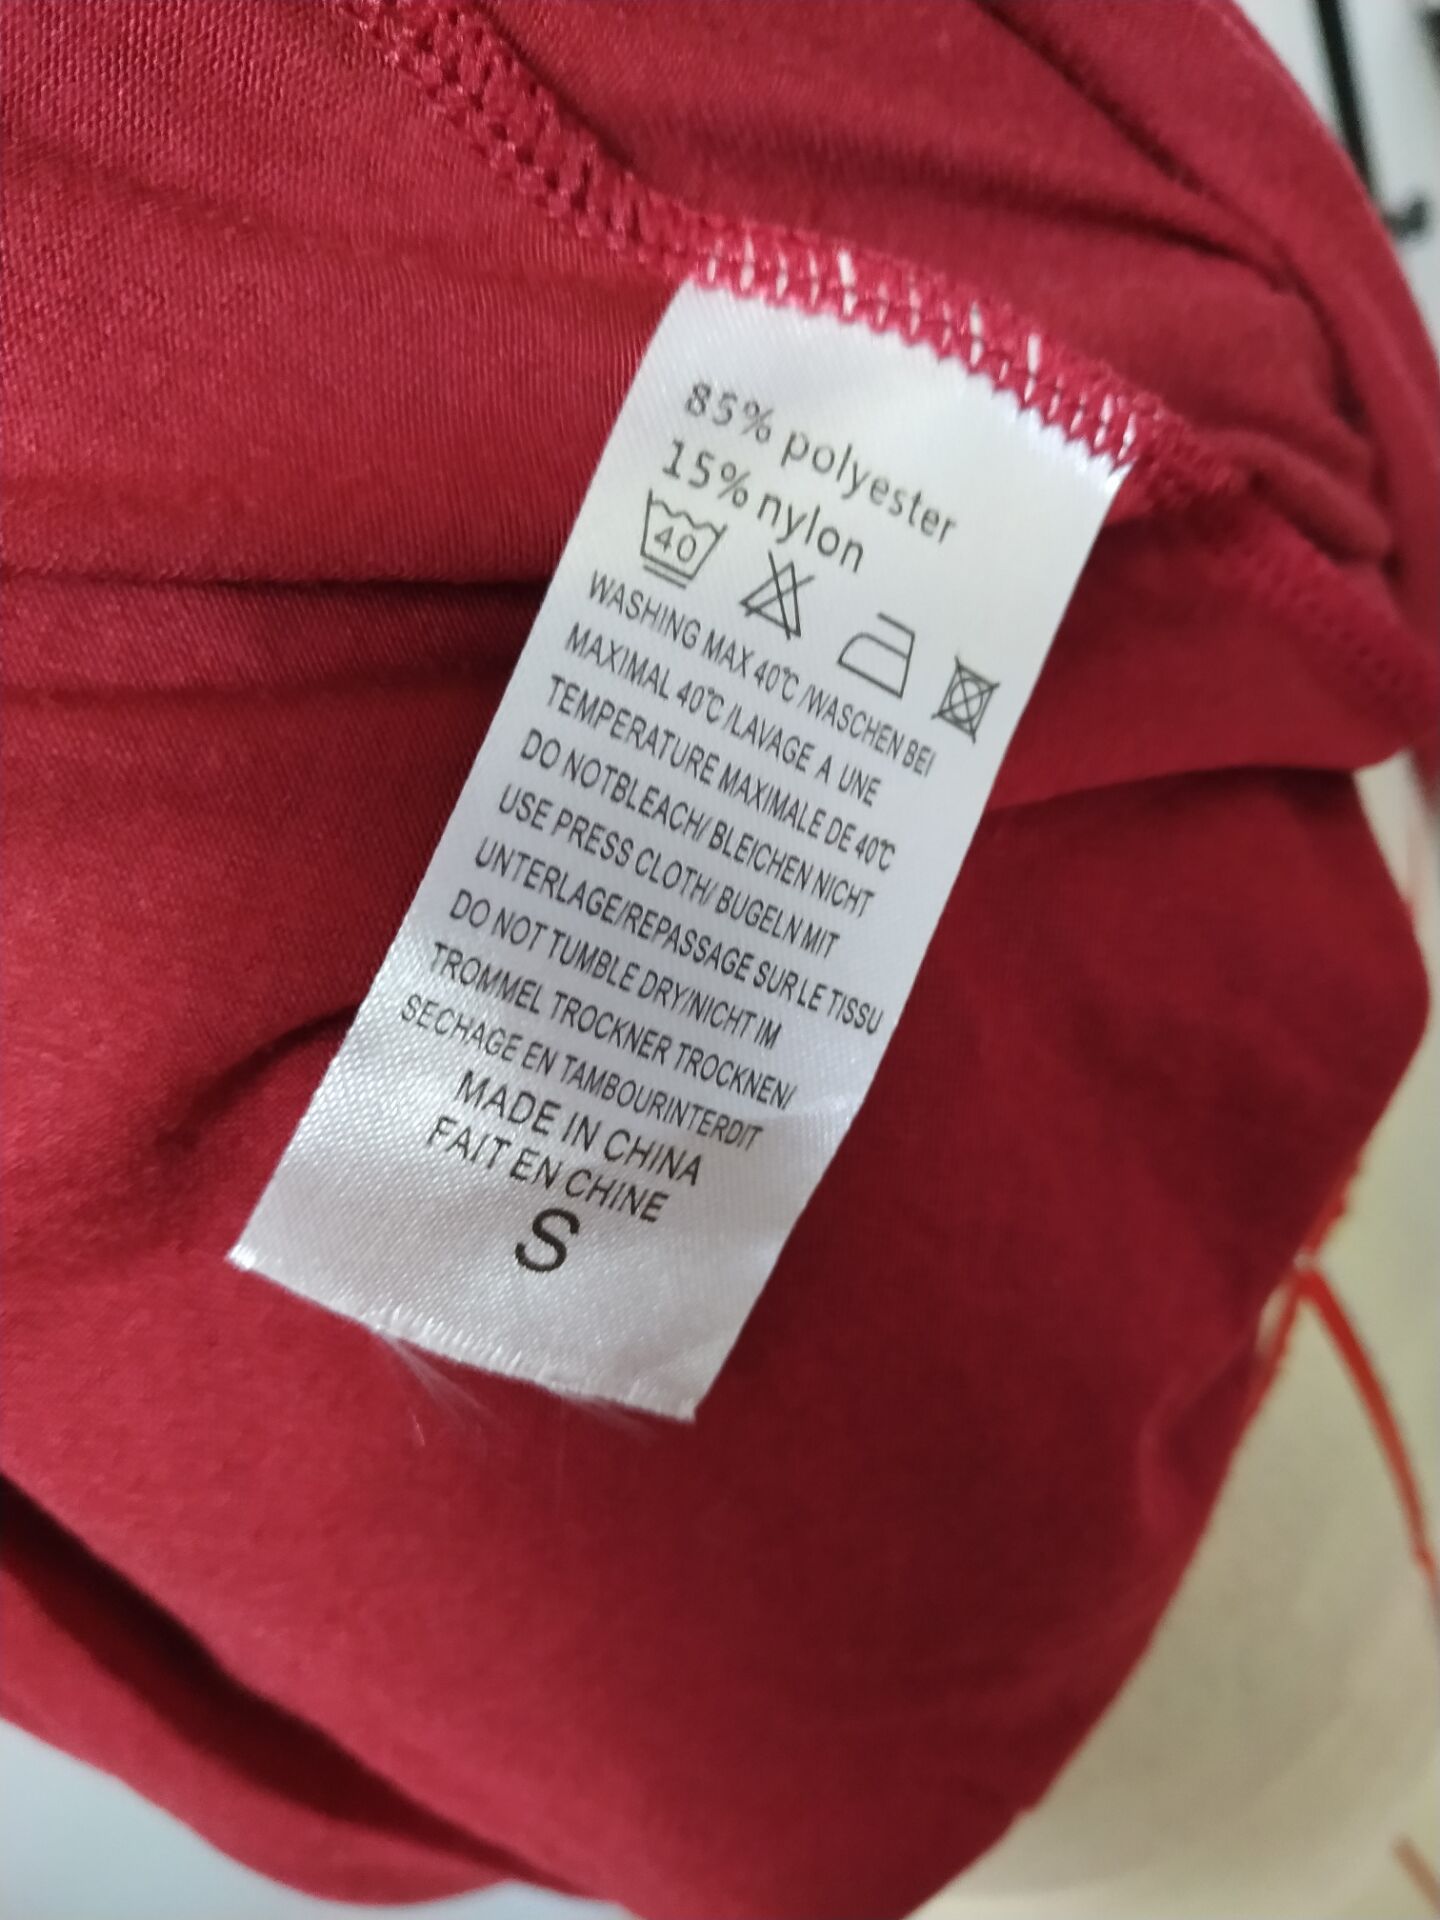 85% polyester
15% nylon
40
WASHING MAX 40℃ /WASCHEN BEI
MAXIMAL 40℃ /LAVAGE A UNE
TEMPERATURE MAXIMALE DE 40℃
DO NOTBLEACH/ BLEICHEN NICHT
USE PRESS CLOTH/ BUGELN MIT
UNTERLAGE/REPASSAGE SUR LE TISSU
DO NOT TUMBLE DRY/NICHT IM
TROMMEL TROCKNER TROCKNEN/
SECHAGE EN TAMBOURINTERDIT
MADE IN CHINA
FAIT EN CHINE
S